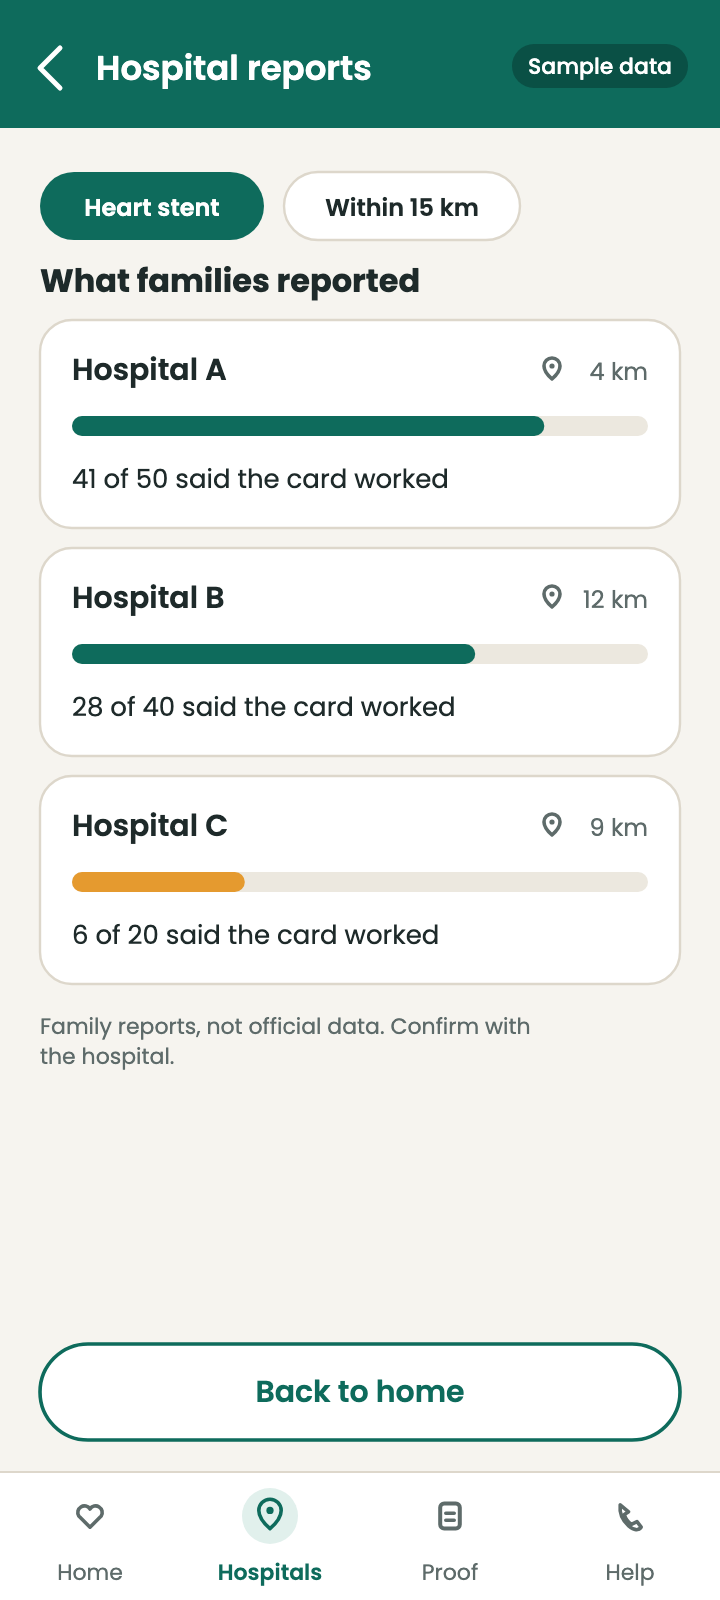 Hospital reports
Sample data
Heart stent
Within 15 km
What families reported
Hospital A
4 km
41 of 50 said the card worked
Hospital B
12 km
28 of 40 said the card worked
Hospital C
9 km
6 of 20 said the card worked
Family reports, not official data. Confirm with
the hospital.
Back to home
Home
Hospitals
Proof
Help